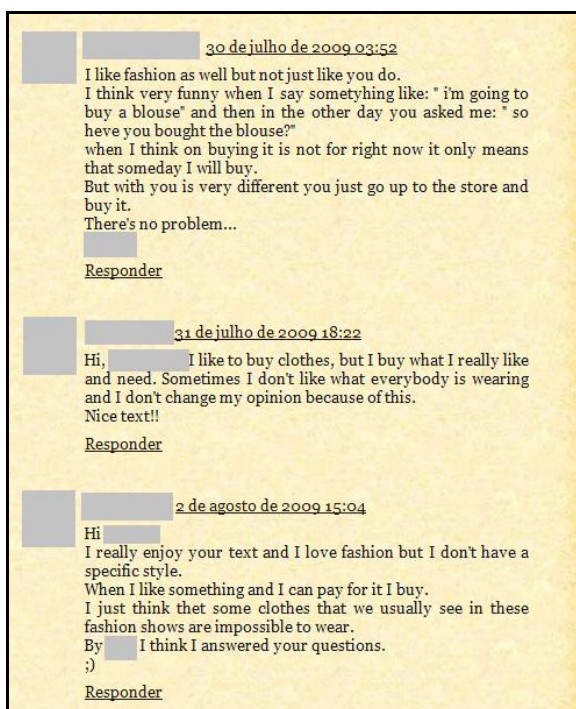 30 de julho de 2009 03:52
I like fashion as well but not just like you do.
I think very funny when I say sometyhing like: " i'm going to
buy a blouse" and then in the other day you asked me: " so
heve you bought the blouse?"
when I think on buying it is not for right now it only means
that someday I will buy.
But with you is very different you just go up to the store and
buy it.
There's no problem...
Responder
31 de julho de 2009 18:22
Hi, I like to buy clothes, but I buy what I really like
and need. Sometimes I don't like what everybody is wearing
and I don't change my opinion because of this.
Nice text!!
Responder
2 de agosto de 2009 15:04
Hi
I really enjoy your text and I love fashion but I don't have a
specific style.
When I like something and I can pay for it I buy.
I just think thet some clothes that we usually see in these
fashion shows are impossible to wear.
By I think I answered your questions.
;)
Responder